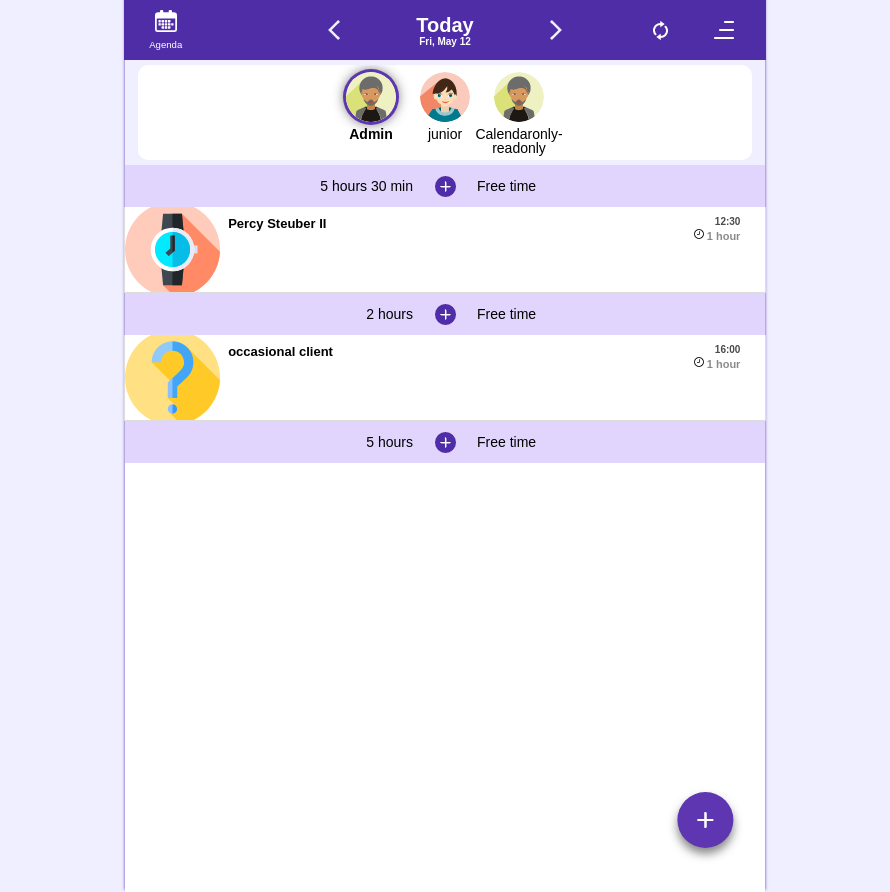 Agenda
Today
Fri, May 12
Admin
junior
Calendaronly-
readonly
5 hours 30 min
Free time
Percy Steuber II
12:30
1 hour
2 hours
Free time
occasional client
16:00
1 hour
5 hours
Free time